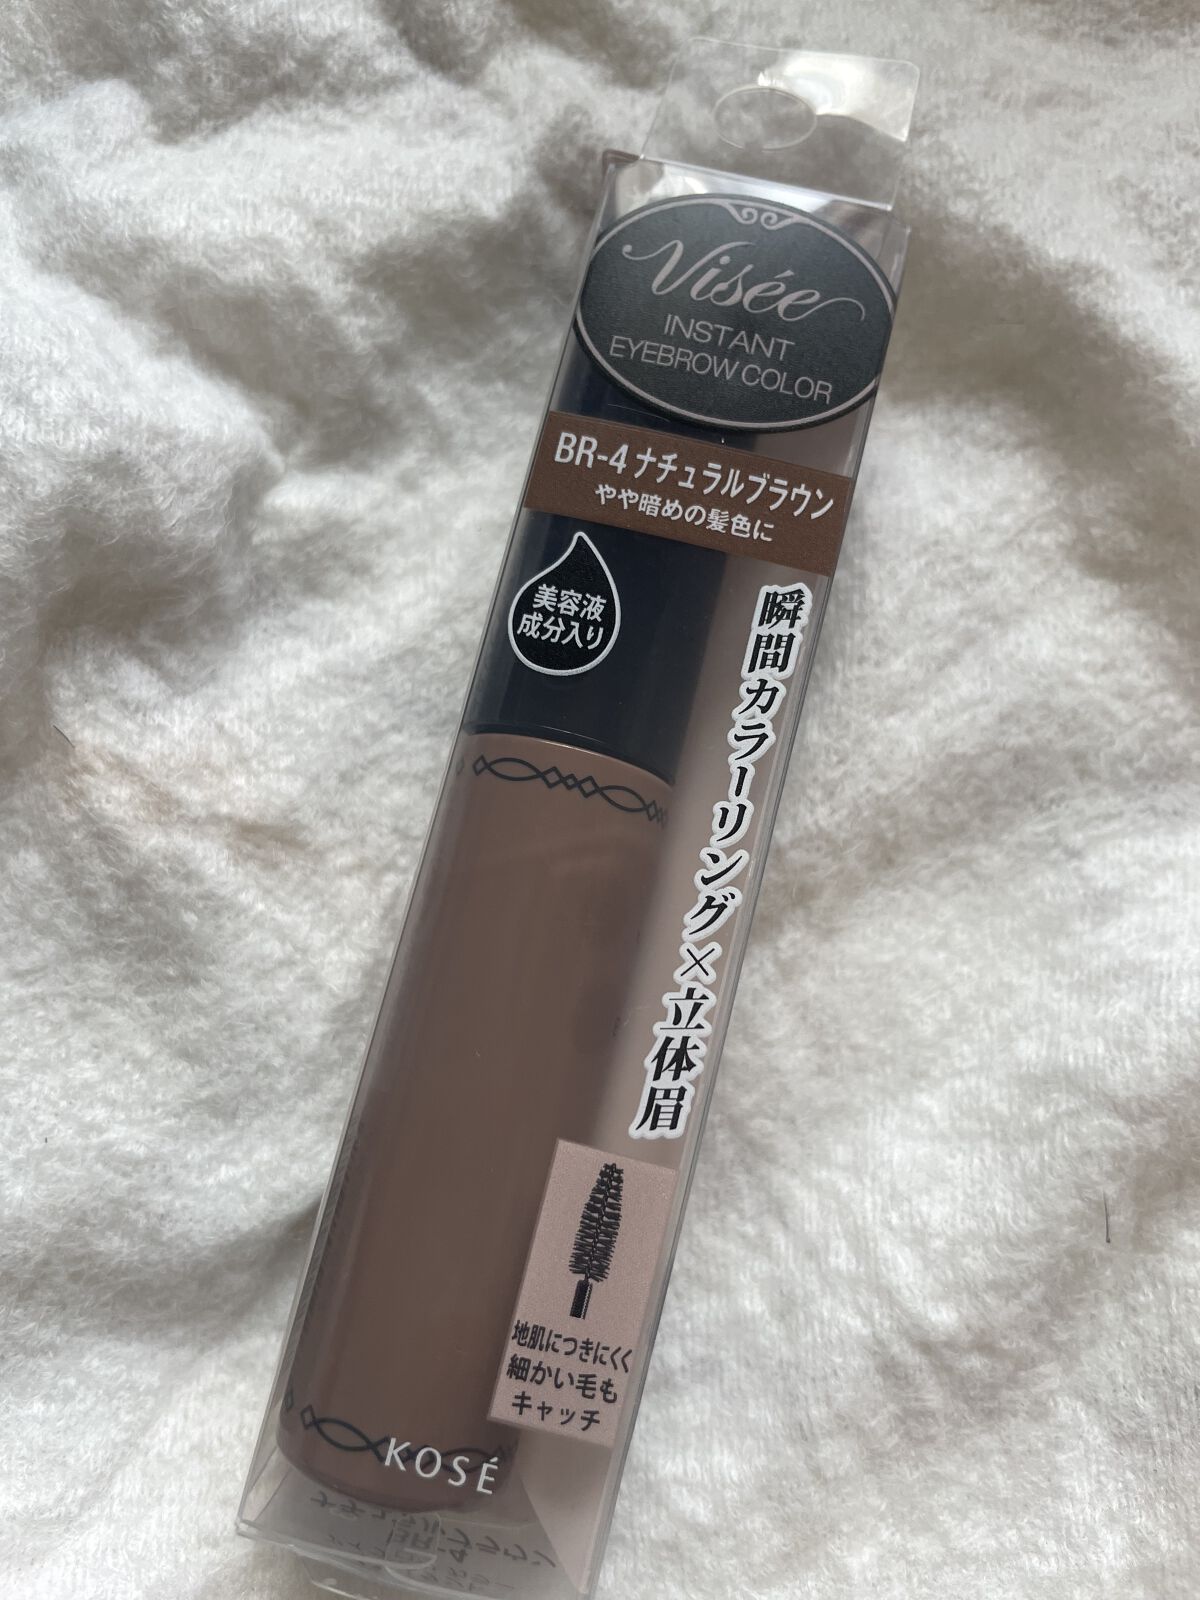 Visée
INSTANT
EYEBROW COLOR
BR-4 ナチュラルブラウン
やや暗めの髪色に
美容液
成分入り
瞬間カラーリング×立体眉
地肌につきにくく
細かい毛も
キャッチ
KOSÉ